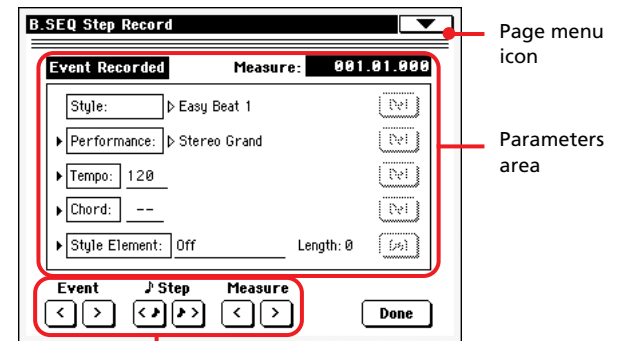 B.SEQ Step Record
Page menu
icon
Event Recorded Measure: 001.01.000
Style: Easy Beat 1 Del
Performance: Stereo Grand Del
Parameters
area
Tempo: 120 Del
Chord: -- Del
Style Element: Off Length: 0 Del
Event ♪ Step Measure
< > < ♪ ♪ > < > Done